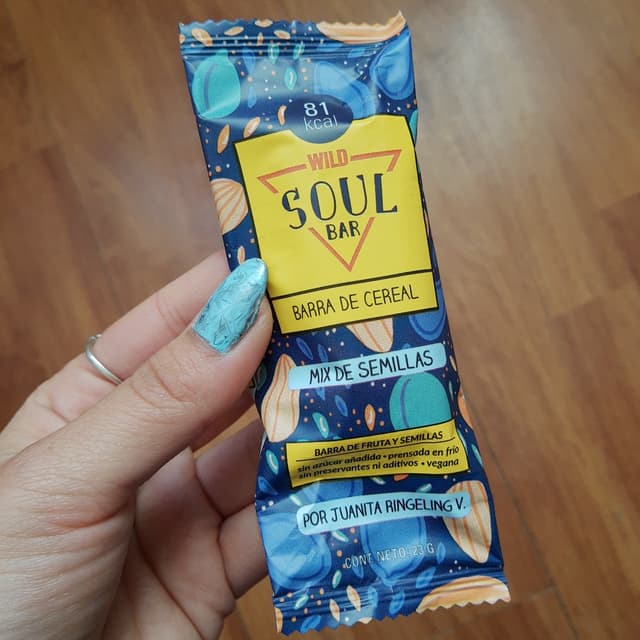 81
kcal
WILD
SOUL
BAR
BARRA DE CEREAL
MIX DE SEMILLAS
BARRA DE FRUTA Y SEMILLAS
sin azúcar añadida • prensada en frío
sin preservantes ni aditivos • vegana
POR JUANITA RINGELING V.
CONT. NETO: 23 G